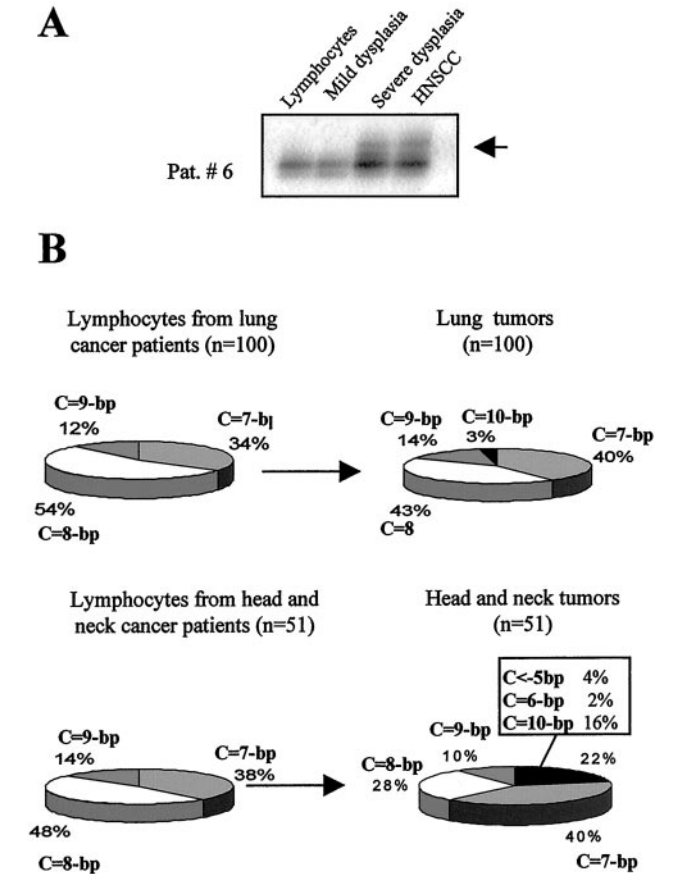 A
Lymphocytes
Mild dysplasia
Severe dysplasia
HNSCC
Pat. # 6
B
Lymphocytes from lung
cancer patients (n=100)
C=9-bp
12%
C=7-b
34%
54%
C=8-bp
Lung tumors
(n=100)
C=9-bp
14%
C=10-bp
3%
C=7-bp
40%
43%
C=8
Lymphocytes from head and
neck cancer patients (n=51)
C=9-bp
14%
C=7-bp
38%
48%
C=8-bp
Head and neck tumors
(n=51)
C<-5bp 4%
C=6-bp 2%
C=10-bp 16%
C=9-bp
10%
22%
C=8-bp
28%
40%
C=7-bp